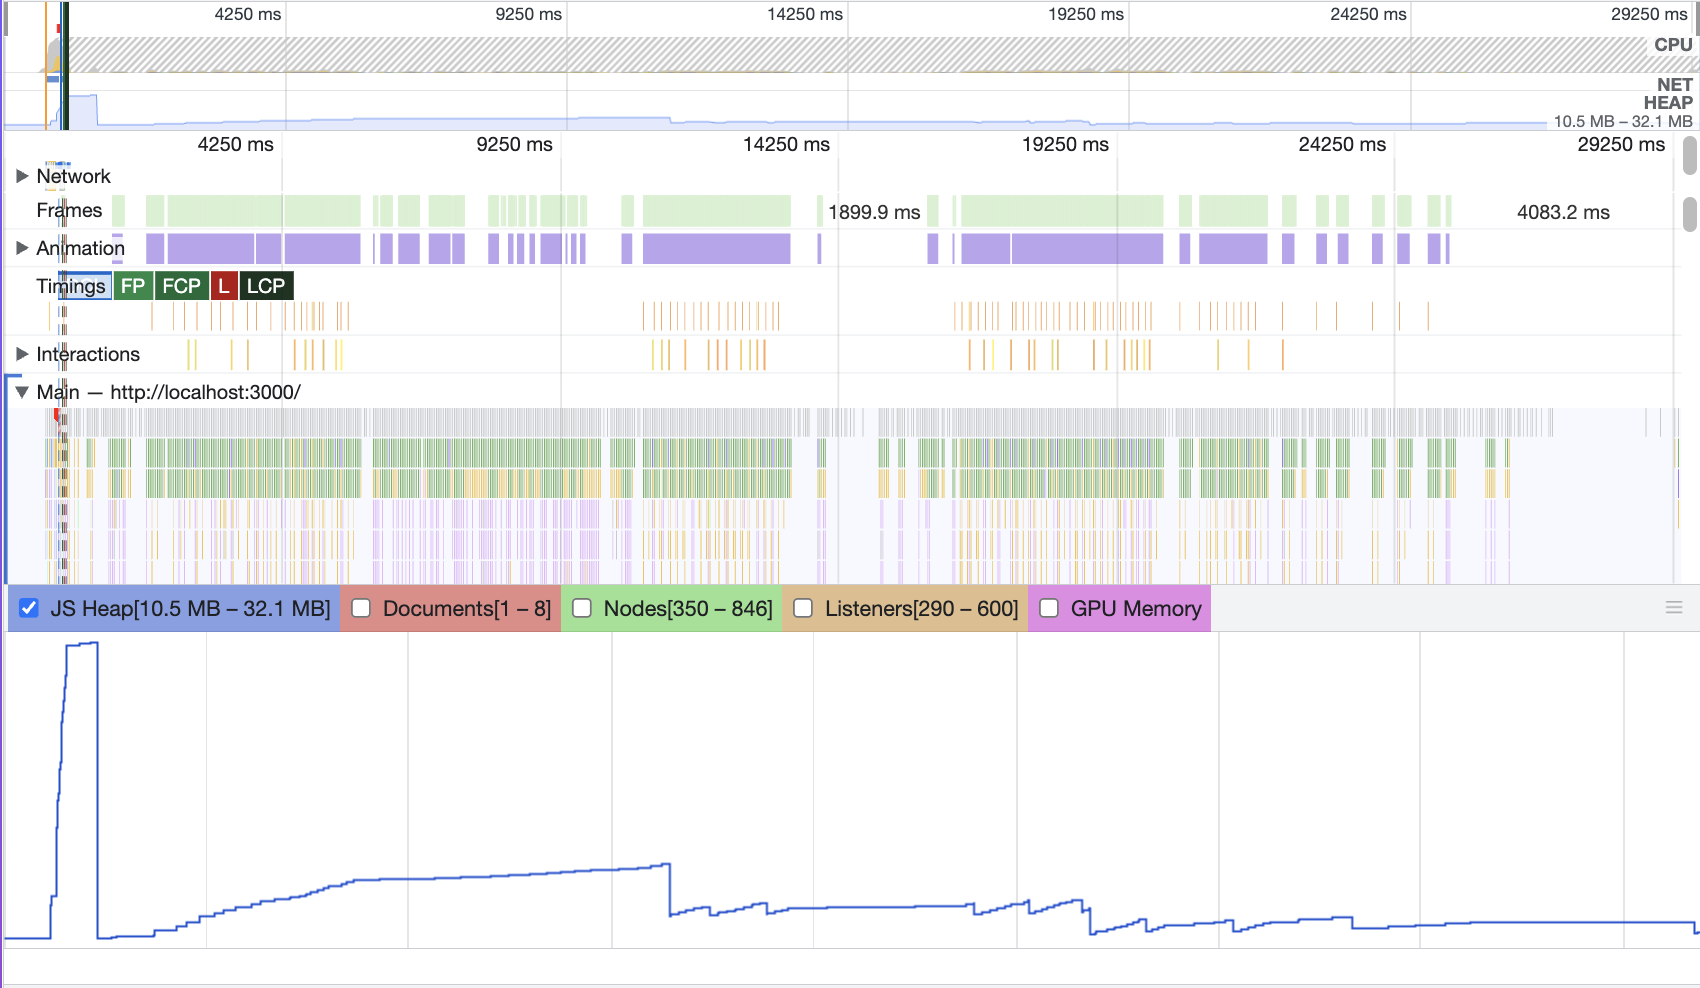 4250 ms 9250 ms 14250 ms 19250 ms 24250 ms 29250 ms
CPU
NET
HEAP
10.5 MB – 32.1 MB
4250 ms 9250 ms 14250 ms 19250 ms 24250 ms 29250 ms
Network
Frames 1899.9 ms 4083.2 ms
Animation
Timings FP FCP L LCP
Interactions
Main — http://localhost:3000/
JS Heap[10.5 MB – 32.1 MB] Documents[1 – 8] Nodes[350 – 846] Listeners[290 – 600] GPU Memory